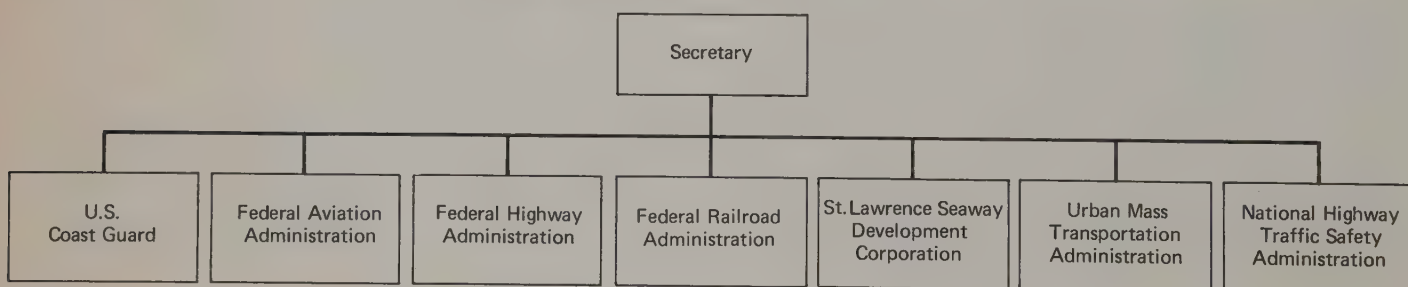 Secretary
U.S.
Coast Guard
Federal Aviation
Administration
Federal Highway
Administration
Federal Railroad
Administration
St. Lawrence Seaway
Development
Corporation
Urban Mass
Transportation
Administration
National Highway
Traffic Safety
Administration